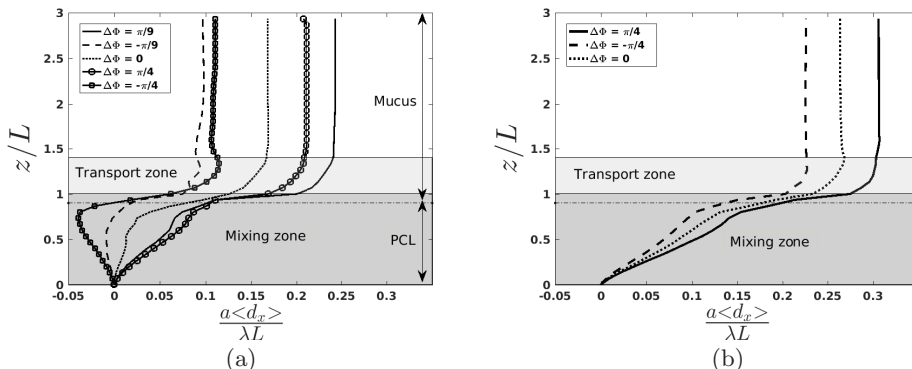 3
2.5
2
1.5
1
0.5
0
z/L
-0.05 0 0.05 0.1 0.15 0.2 0.25 0.3
a<d_x>
λL
(a)
ΔΦ = π/9
ΔΦ = -π/9
ΔΦ = 0
ΔΦ = π/4
ΔΦ = -π/4
Mucus
Transport zone
Mixing zone
PCL
3
2.5
2
1.5
1
0.5
0
z/L
-0.05 0 0.05 0.1 0.15 0.2 0.25 0.3
a<d_x>
λL
(b)
ΔΦ = π/4
ΔΦ = -π/4
ΔΦ = 0
Transport zone
Mixing zone